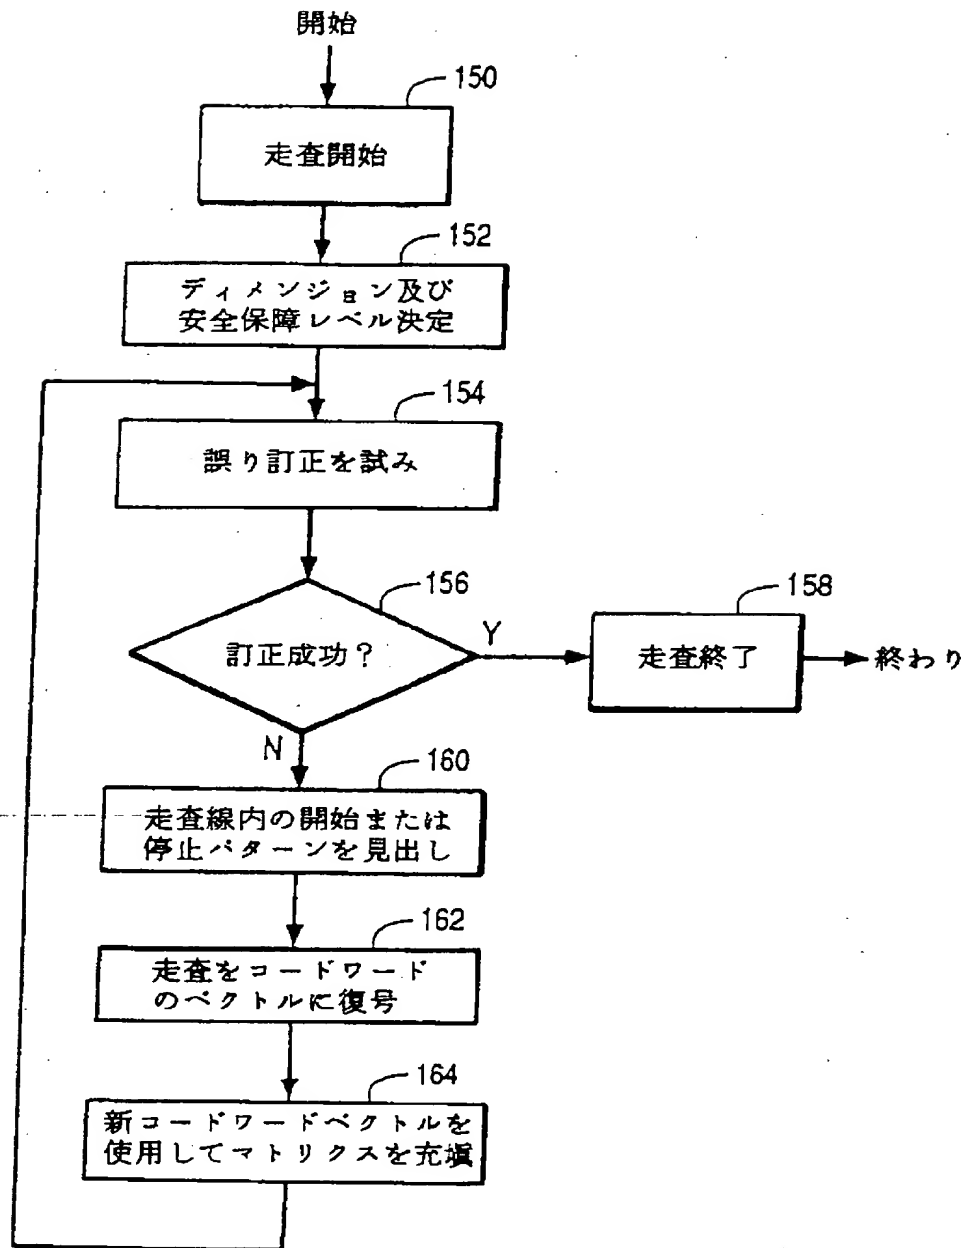 開始
150
走査開始
152
ディメンジョン及び
安全保障レベル決定
154
誤り訂正を試み
156
訂正成功?
Y
158
走査終了
終わり
N
160
走査線内の開始または
停止パターンを見出し
162
走査をコードワード
のベクトルに復号
164
新コードワードベクトルを
使用してマトリクスを充填